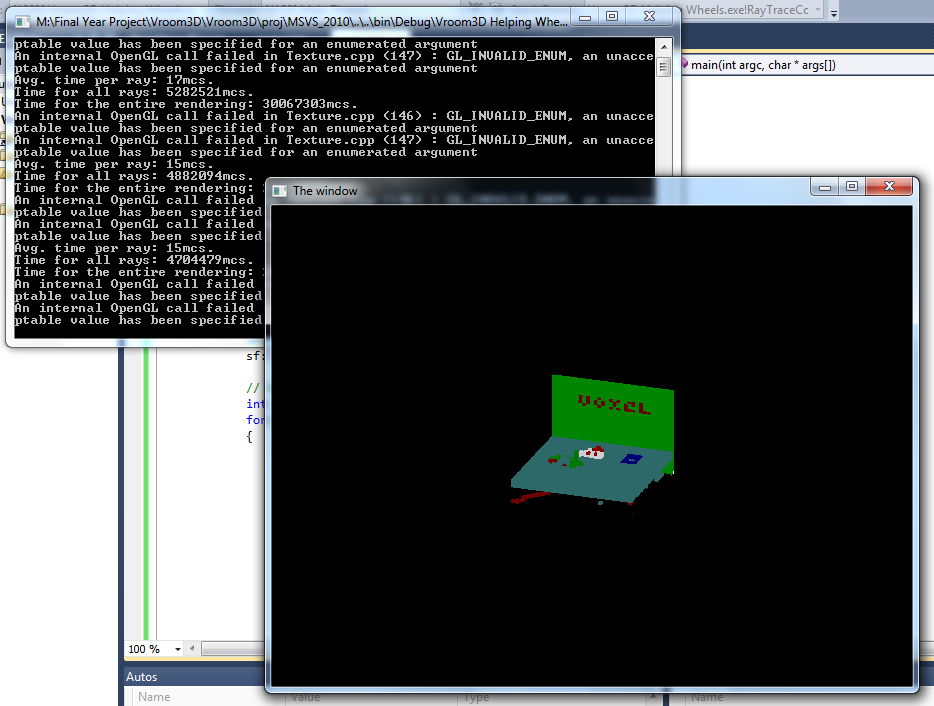 M:\Final Year Project\Vroom3D\Vroom3D\proj\MSVS_2010\..\..\bin\Debug\Vroom3D Helping Whe...
Wheels.exe!RayTraceCc
main(int argc, char * args[])
ptable value has been specified for an enumerated argument
An internal OpenGL call failed in Texture.cpp (147) : GL_INVALID_ENUM, an unacce
ptable value has been specified for an enumerated argument
Avg. time per ray: 17mcs.
Time for all rays: 5282521mcs.
Time for the entire rendering: 30067303mcs.
An internal OpenGL call failed in Texture.cpp (146) : GL_INVALID_ENUM, an unacce
ptable value has been specified for an enumerated argument
An internal OpenGL call failed in Texture.cpp (147) : GL_INVALID_ENUM, an unacce
ptable value has been specified for an enumerated argument
Avg. time per ray: 15mcs.
Time for all rays: 4882094mcs.
Time for the entire rendering:
An internal OpenGL call failed
ptable value has been specified
An internal OpenGL call failed
ptable value has been specified
Avg. time per ray: 15mcs.
Time for all rays: 4704479mcs.
Time for the entire rendering:
An internal OpenGL call failed
ptable value has been specified
An internal OpenGL call failed
ptable value has been specified
The window
VOXEL
sf:
//
int
for
{
100 %
Autos
Name
Value
Type
Name